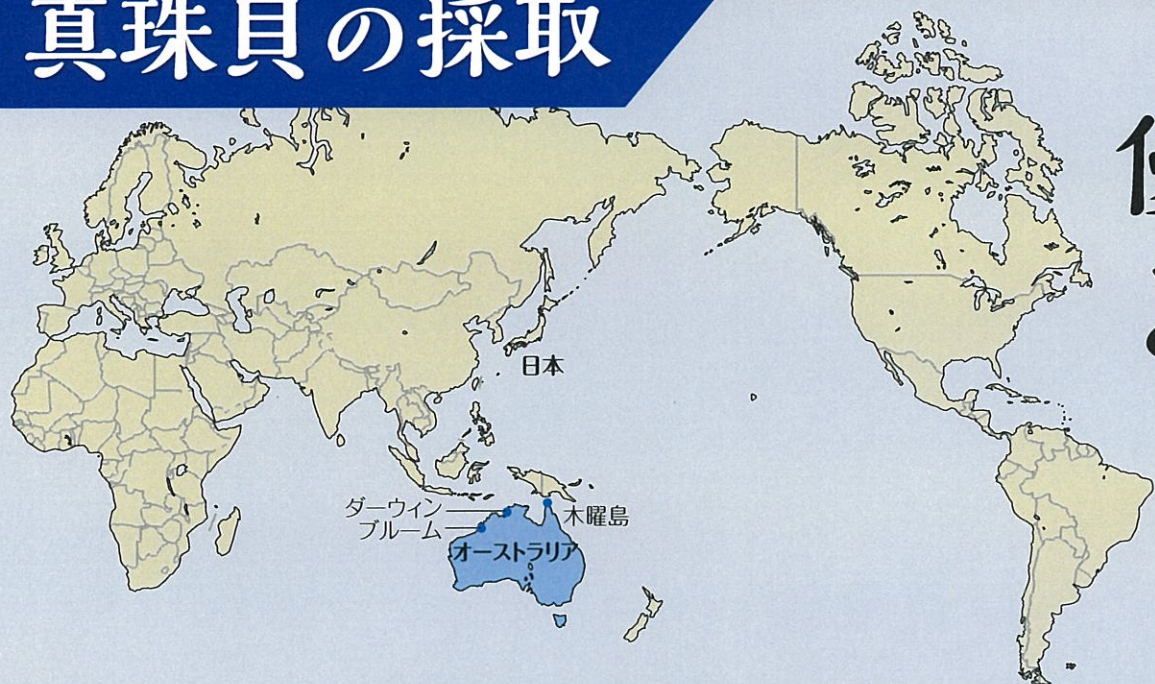 真珠貝の採取
日本
ダーウィン
ブルーム
木曜島
オーストラリア